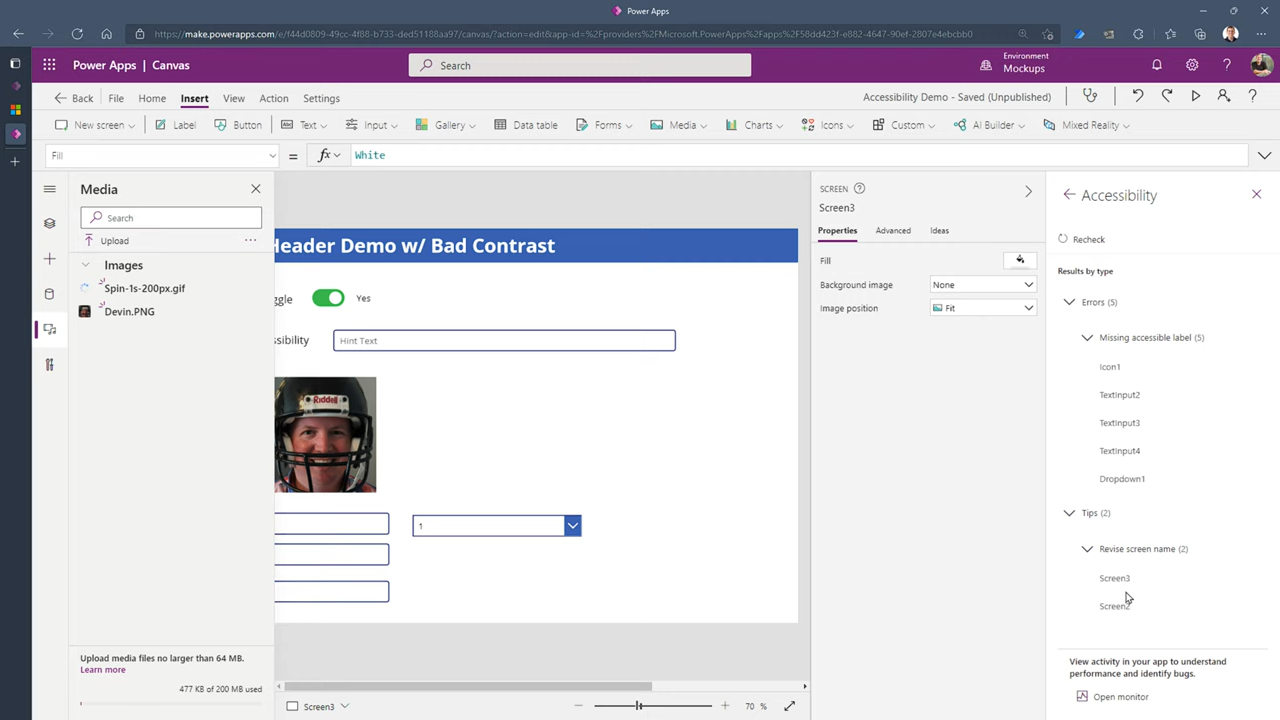 Power Apps
https://make.powerapps.com/e/f44d0809-49cc-4f88-b733-ded51188aa97/canvas/?action=edit&app-id=%2Fproviders%2FMicrosoft.PowerApps%2Fapps%2F58dd423f-e882-4647-90ef-2807e4ebcbb0
Power Apps | Canvas
Search
Environment
Mockups
Back
File
Home
Insert
View
Action
Settings
Accessibility Demo - Saved (Unpublished)
New screen
Label
Button
Text
Input
Gallery
Data table
Forms
Media
Charts
Icons
Custom
AI Builder
Mixed Reality
Fill
=
fx
White
Media
Search
Upload
Images
Spin-1s-200px.gif
Devin.PNG
Upload media files no larger than 64 MB.
Learn more
477 KB of 200 MB used
Header Demo w/ Bad Contrast
ggle
Yes
ssibility
Hint Text
Riddell
1
Screen3
70 %
SCREEN
Screen3
Properties
Advanced
Ideas
Fill
Background image
None
Image position
Fit
Accessibility
Recheck
Results by type
Errors (5)
Missing accessible label (5)
Icon1
TextInput2
TextInput3
TextInput4
Dropdown1
Tips (2)
Revise screen name (2)
Screen3
Screen2
View activity in your app to understand
performance and identify bugs.
Open monitor